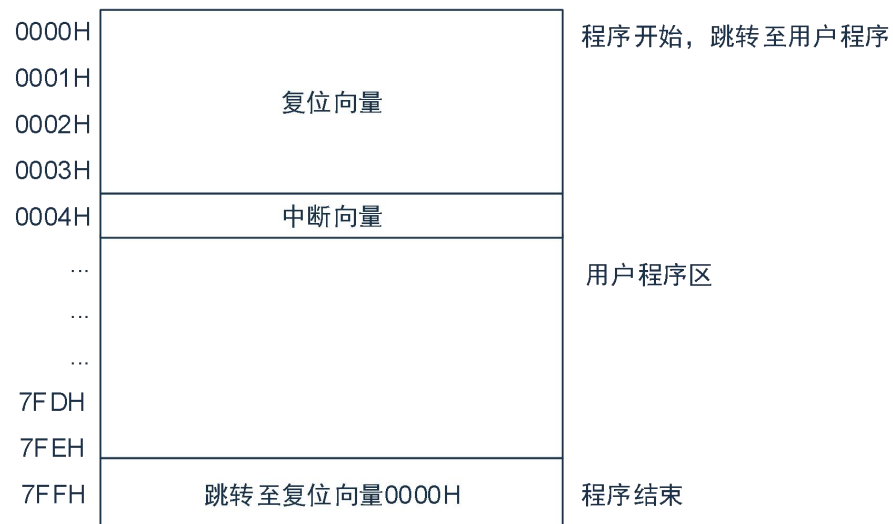 0000H 程序开始，跳转至用户程序
0001H
复位向量
0002H
0003H
0004H 中断向量
... 用户程序区
...
...
7FDH
7FEH
7FFH 跳转至复位向量0000H 程序结束